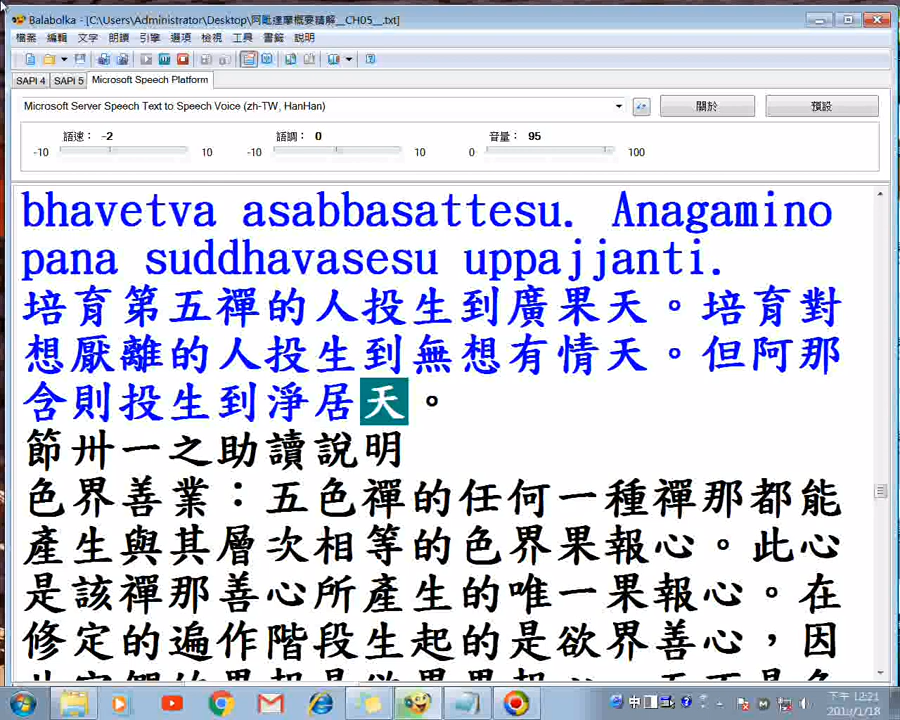 Balabolka - [C:\Users\Administrator\Desktop\阿毗達摩概要精解__CH05__.txt]
檔案 編輯 文字 朗讀 引擎 選項 檢視 工具 書籤 說明
SAPI 4 SAPI 5 Microsoft Speech Platform
Microsoft Server Speech Text to Speech Voice (zh-TW, HanHan) 關於 預設
語速： -2 語調： 0 音量： 95
-10 10 -10 10 0 100
bhavetva asabbasattesu. Anagamino
pana suddhavasesu uppajjanti.
培育第五禪的人投生到廣果天。培育對
想厭離的人投生到無想有情天。但阿那
含則投生到淨居天。
節卅一之助讀說明
色界善業：五色禪的任何一種禪那都能
產生與其層次相等的色界果報心。此心
是該禪那善心所產生的唯一果報心。在
修定的遍作階段生起的是欲界善心，因
中
下午 12:21